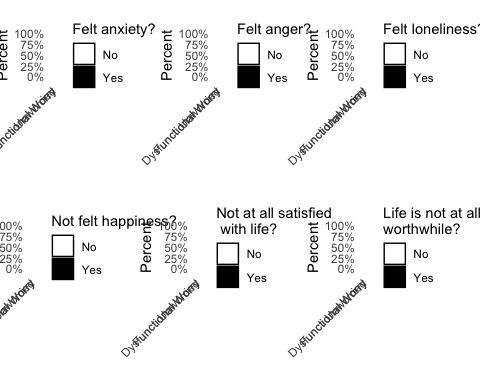 Felt anxiety?
Percent
100%
75%
50%
25%
0%
No
Yes
Felt anger?
Percent
100%
75%
50%
25%
0%
No
Yes
Felt loneliness?
Percent
100%
75%
50%
25%
0%
No
Yes
Not felt happiness?
00%
75%
50%
25%
0%
No
Yes
Not at all satisfied
with life?
Percent
100%
75%
50%
25%
0%
No
Yes
Life is not at all
worthwhile?
Percent
100%
75%
50%
25%
0%
No
Yes